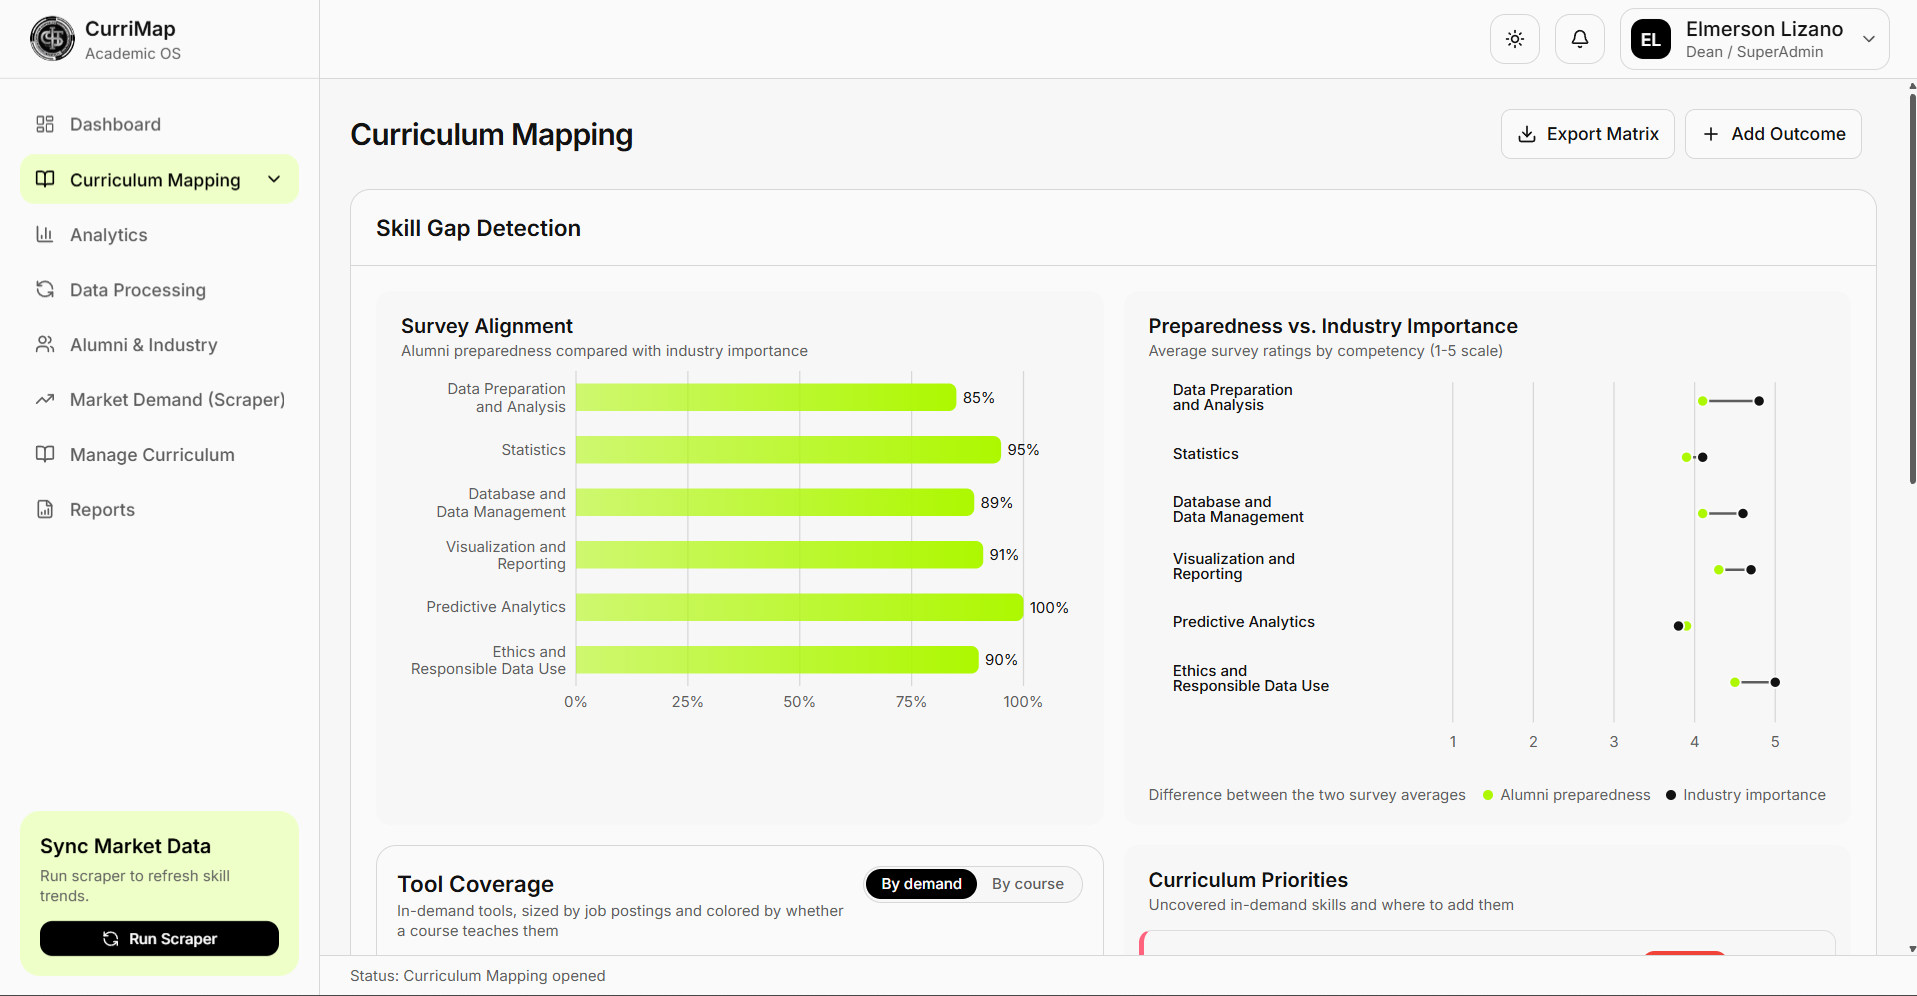 CurriMap
Academic OS
EL
Elmerson Lizano
Dean / SuperAdmin
Dashboard
Curriculum Mapping
Analytics
Data Processing
Alumni & Industry
Market Demand (Scraper)
Manage Curriculum
Reports
Sync Market Data
Run scraper to refresh skill
trends.
Run Scraper
Curriculum Mapping
Export Matrix
Add Outcome
Skill Gap Detection
Survey Alignment
Alumni preparedness compared with industry importance
Data Preparation
and Analysis
85%
Statistics
95%
Database and
Data Management
89%
Visualization and
Reporting
91%
Predictive Analytics
100%
Ethics and
Responsible Data Use
90%
0% 25% 50% 75% 100%
Preparedness vs. Industry Importance
Average survey ratings by competency (1-5 scale)
Data Preparation
and Analysis
Statistics
Database and
Data Management
Visualization and
Reporting
Predictive Analytics
Ethics and
Responsible Data Use
1 2 3 4 5
Difference between the two survey averages Alumni preparedness Industry importance
Tool Coverage
By demand By course
In-demand tools, sized by job postings and colored by whether
a course teaches them
Curriculum Priorities
Uncovered in-demand skills and where to add them
Status: Curriculum Mapping opened